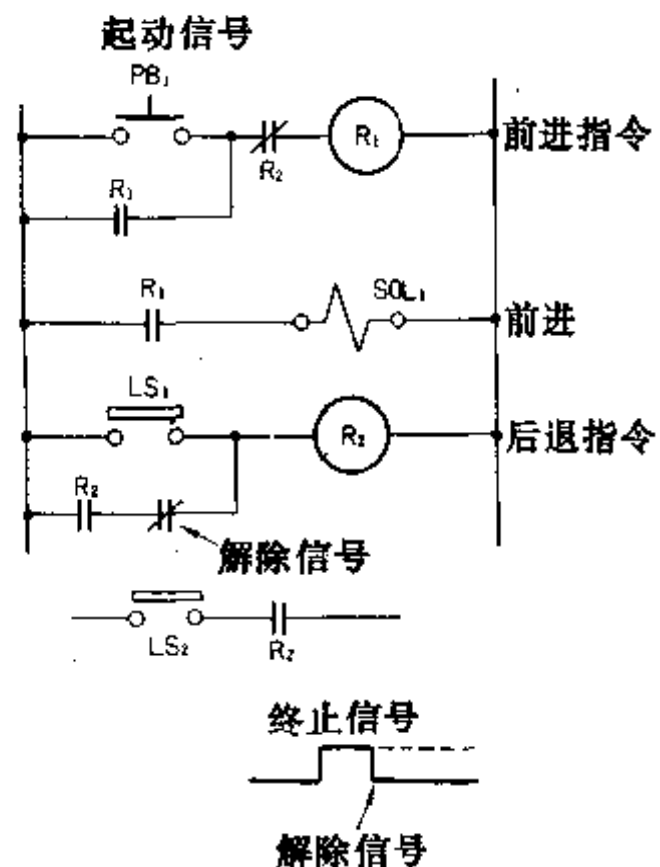 起动信号
PB₁
R₁
R₂
前进指令
R₁
R₁
SOL₁
前进
LS₁
R₂
后退指令
R₂
解除信号
LS₂
R₂
终止信号
解除信号